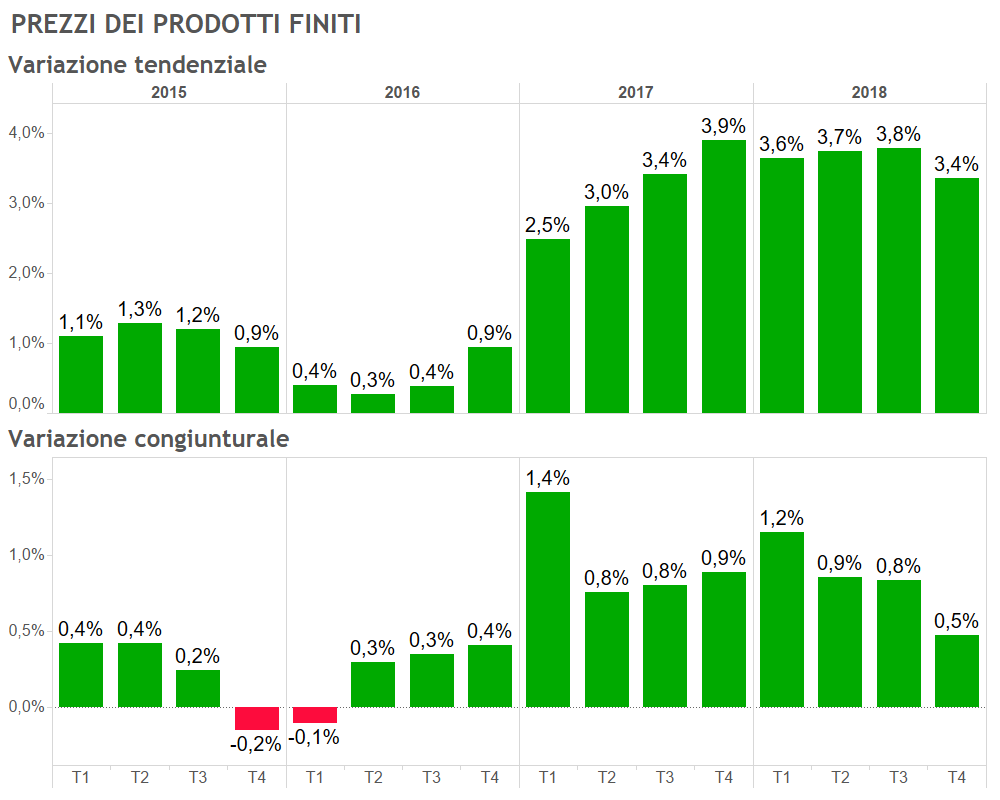 PREZZI DEI PRODOTTI FINITI
Variazione tendenziale
2015 2016 2017 2018
4,0%
3,0%
2,0%
1,0%
0,0%
1,1% 1,3% 1,2% 0,9% 0,4% 0,3% 0,4% 0,9% 2,5% 3,0% 3,4% 3,9% 3,6% 3,7% 3,8% 3,4%
Variazione congiunturale
1,5%
1,0%
0,5%
0,0%
0,4% 0,4% 0,2% -0,2% -0,1% 0,3% 0,3% 0,4% 1,4% 0,8% 0,8% 0,9% 1,2% 0,9% 0,8% 0,5%
T1 T2 T3 T4 T1 T2 T3 T4 T1 T2 T3 T4 T1 T2 T3 T4